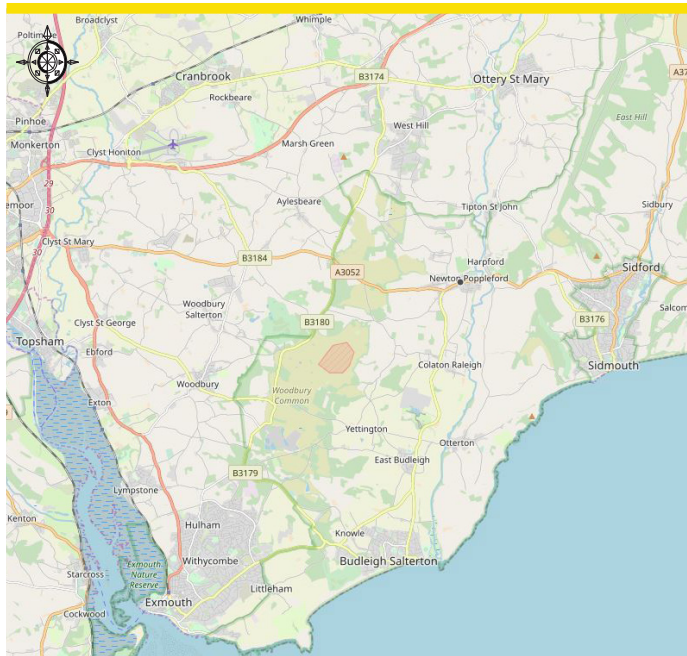 Broadclyst
Whimple
Poltim
Cranbrook
B3174
Ottery St Mary
A37
Rockbeare
East Hill
Pinhoe
West Hill
Monkerton
Marsh Green
Clyst Honiton
29
Aylesbeare
emoor
30
Tipton St John
Sidbury
Clyst St Mary
30
B3184
Harpford
Sidford
A3052
Newton Poppleford
Woodbury
Salterton
Salcom
Clyst St George
B3180
B3176
Topsham
Ebford
Colaton Raleigh
Sidmouth
Woodbury
Woodbury
Common
Exton
Yettington
Otterton
East Budleigh
B3179
Lympstone
Kenton
Hulham
Knowle
Withycombe
Budleigh Salterton
Exmouth
Nature
Reserve
Starcross
Littleham
Exmouth
Cockwood